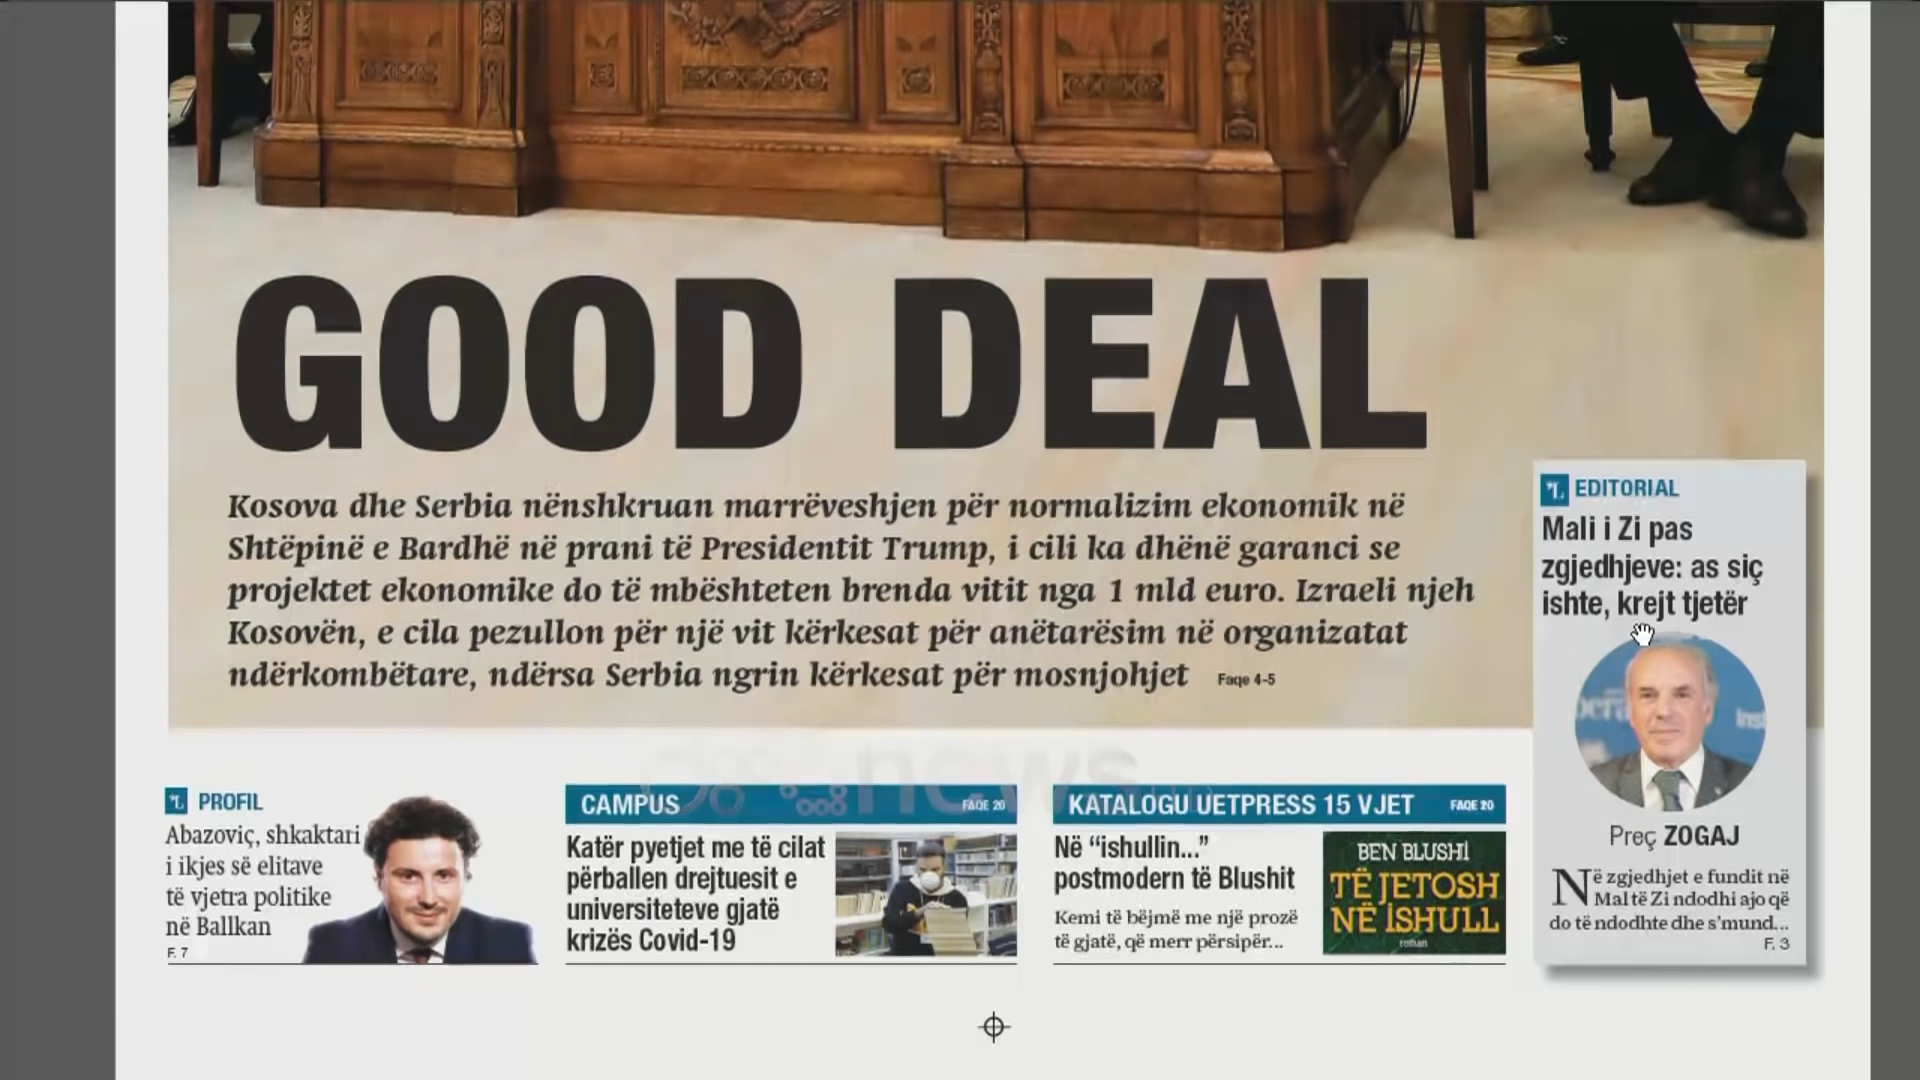 GOOD DEAL
Kosova dhe Serbia nënshkruan marrëveshjen për normalizim ekonomik në
Shtëpinë e Bardhë në prani të Presidentit Trump, i cili ka dhënë garanci se
projektet ekonomike do të mbështeten brenda vitit nga 1 mld euro. Izraeli njeh
Kosovën, e cila pezullon për një vit kërkesat për anëtarësim në organizatat
ndërkombëtare, ndërsa Serbia ngrin kërkesat për mosnjohjet Faqe 4-5
EDITORIAL
Mali i Zi pas
zgjedhjeve: as siç
ishte, krejt tjetër
Preç ZOGAJ
Në zgjedhjet e fundit në
Mal të Zi ndodhi ajo që
do të ndodhte dhe s'mund...
F. 3
PROFIL
Abazoviç, shkaktari
i ikjes së elitave
të vjetra politike
në Ballkan
F. 7
CAMPUS FAQE 20
Katër pyetjet me të cilat
përballen drejtuesit e
universiteteve gjatë
krizës Covid-19
KATALOGU UETPRESS 15 VJET FAQE 20
Në “ishullin...”
postmodern të Blushit
Kemi të bëjmë me një prozë
të gjatë, që merr përsipër...
BEN BLUSHI
TË JETOSH
NË ISHULL
roman
news